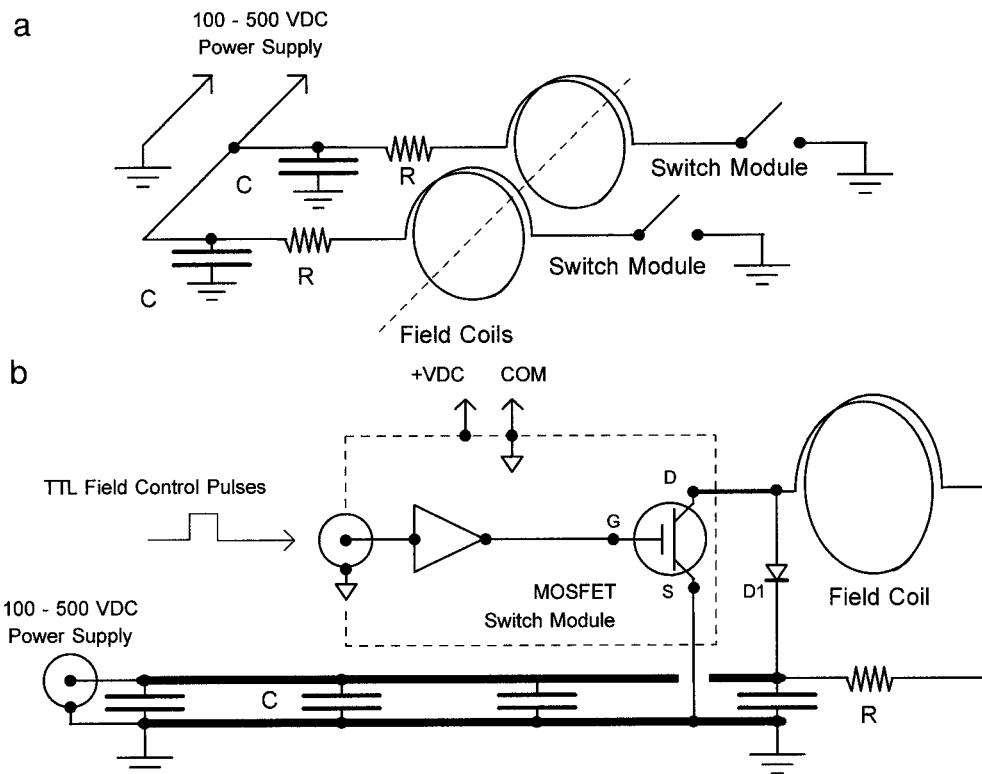 a
100 - 500 VDC
Power Supply
C
R
Switch Module
C
R
Switch Module
Field Coils
b
+VDC
COM
TTL Field Control Pulses
D
G
S
MOSFET
Switch Module
D1
Field Coil
100 - 500 VDC
Power Supply
C
R